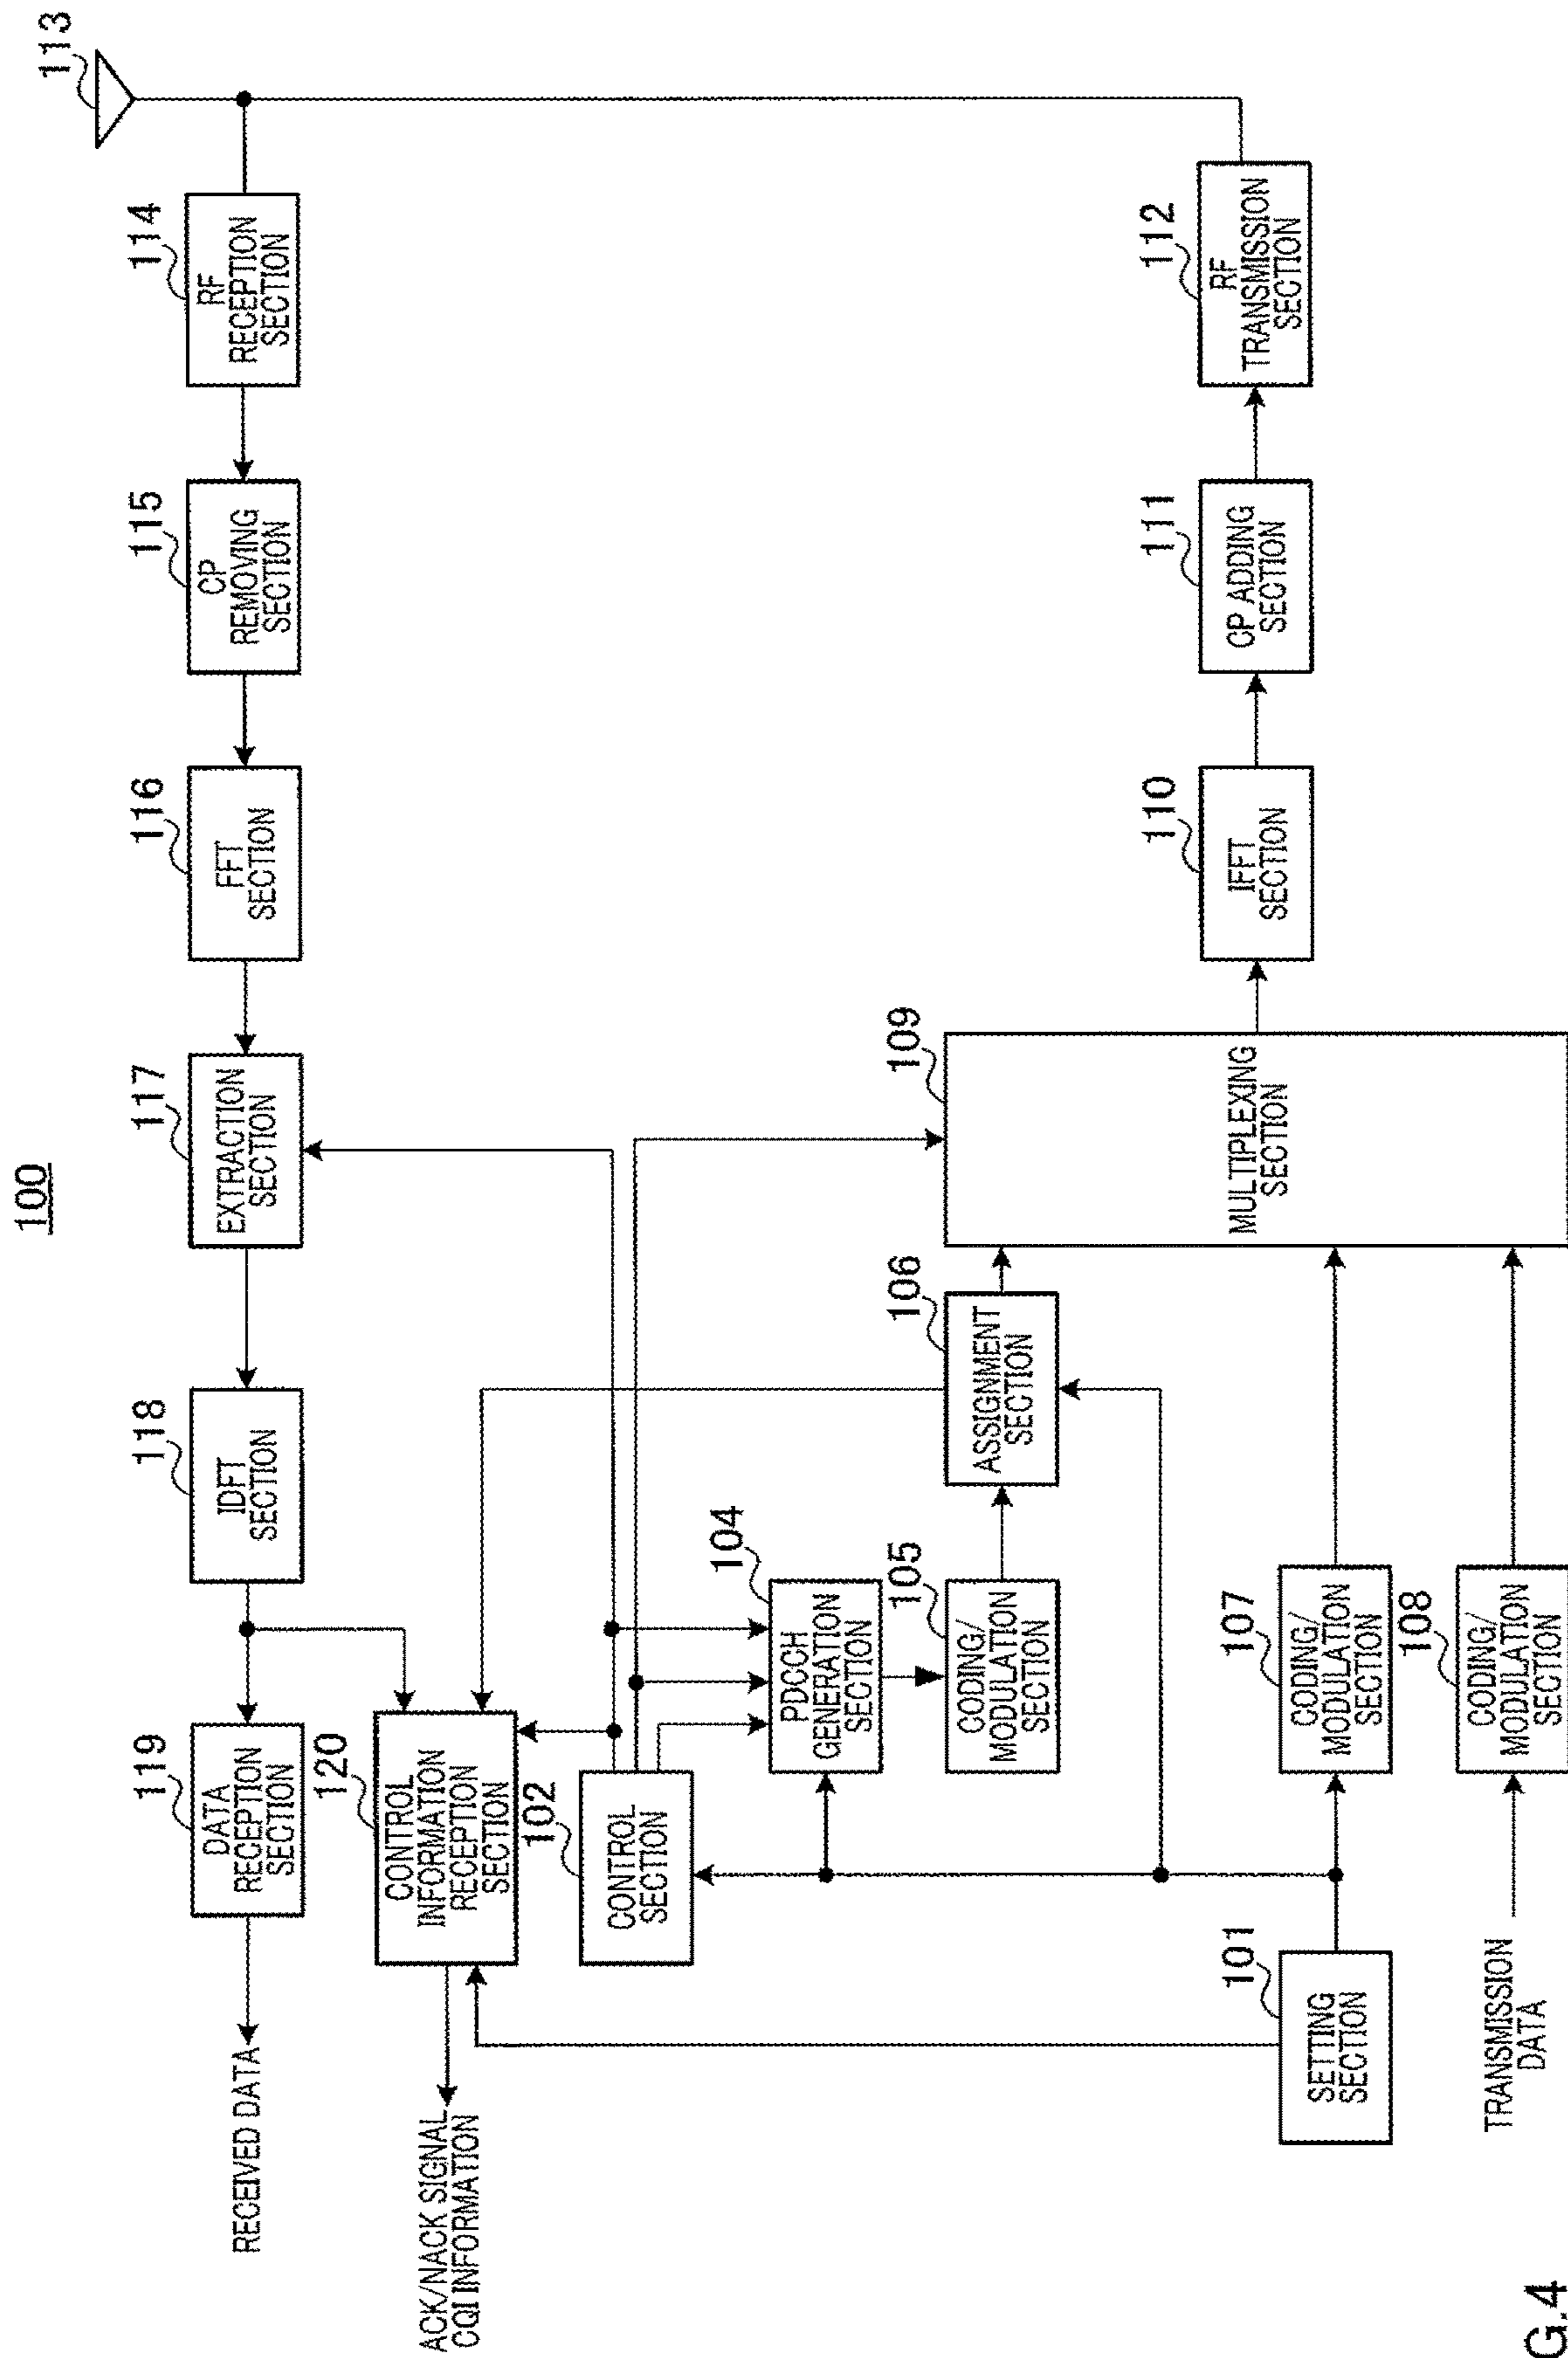 100
RECEIVED DATA
119
DATA
RECEPTION
SECTION
118
IDFT
SECTION
117
EXTRACTION
SECTION
116
FFT
SECTION
115
CP
REMOVING
SECTION
114
RF
RECEPTION
SECTION
113
ACK/NACK SIGNAL
CQI INFORMATION
120
CONTROL
INFORMATION
RECEPTION
SECTION
102
CONTROL
SECTION
104
PDCCH
GENERATION
SECTION
105
CODING/
MODULATION
SECTION
106
ASSIGNMENT
SECTION
109
MULTIPLEXING
SECTION
110
IFFT
SECTION
111
CP ADDING
SECTION
112
RF
TRANSMISSION
SECTION
101
SETTING
SECTION
107
CODING/
MODULATION
SECTION
TRANSMISSION
DATA
108
CODING/
MODULATION
SECTION
G.4